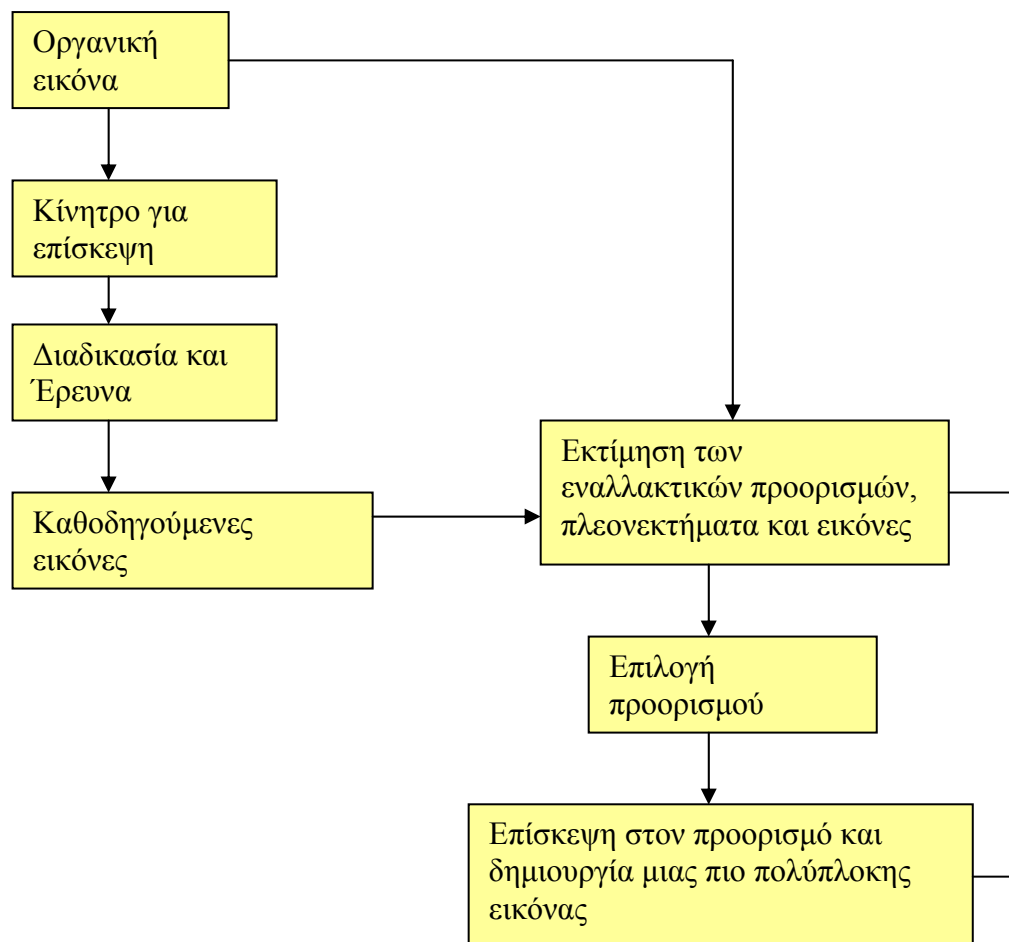 Οργανική
εικόνα
Κίνητρο για
επίσκεψη
Διαδικασία και
Έρευνα
Καθοδηγούμενες
εικόνες
Εκτίμηση των
εναλλακτικών προορισμών,
πλεονεκτήματα και εικόνες
Επιλογή
προορισμού
Επίσκεψη στον προορισμό και
δημιουργία μιας πιο πολύπλοκης
εικόνας